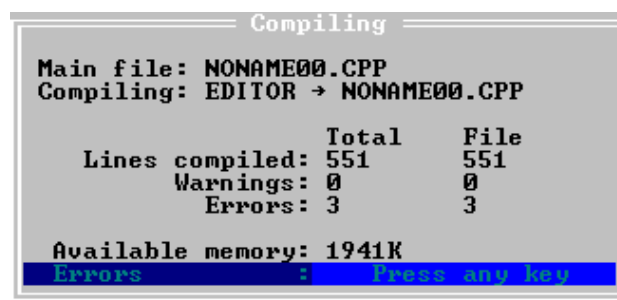 Compiling
Main file: NONAME00.CPP
Compiling: EDITOR → NONAME00.CPP
Total File
Lines compiled: 551 551
Warnings: 0 0
Errors: 3 3
Available memory: 1941K
Errors : Press any key